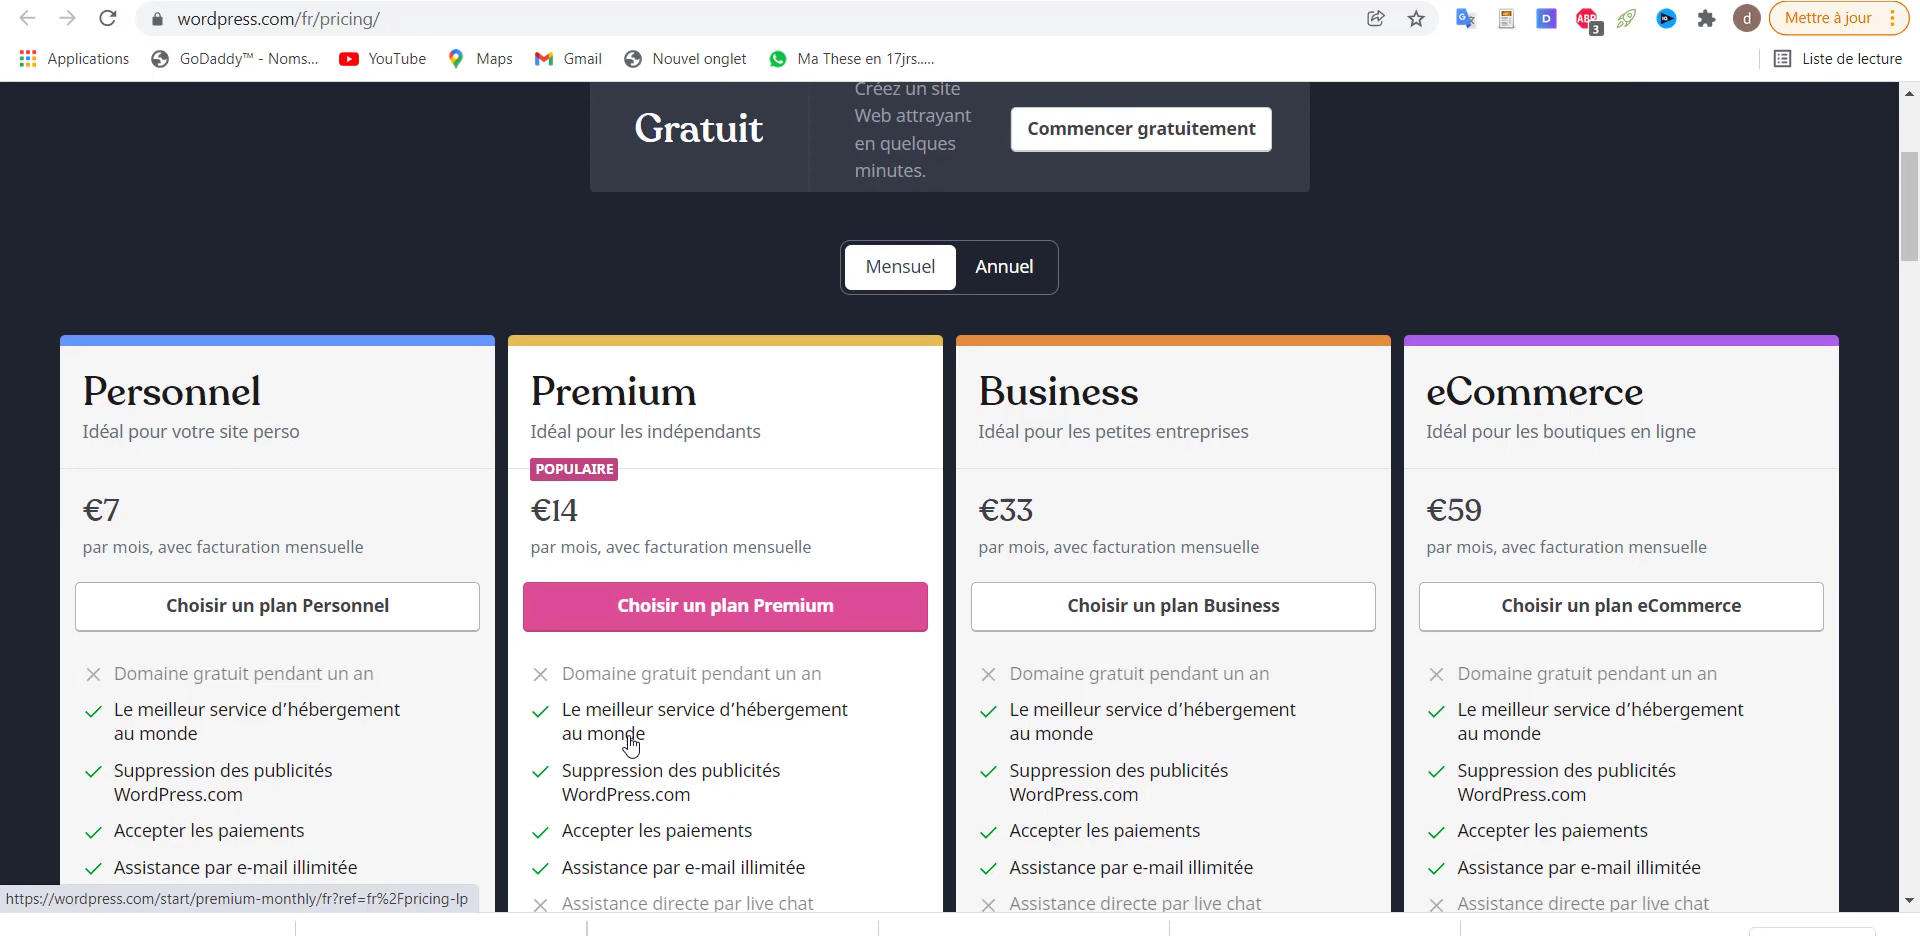 wordpress.com/fr/pricing/
ABP
3
D
d
Mettre à jour
Applications
GoDaddy™ - Noms...
YouTube
Maps
Gmail
Nouvel onglet
Ma These en 17jrs.....
Liste de lecture
Gratuit
Créez un site
Web attrayant
en quelques
minutes.
Commencer gratuitement
Mensuel
Annuel
Personnel
Idéal pour votre site perso
€7
par mois, avec facturation mensuelle
Choisir un plan Personnel
Domaine gratuit pendant un an
Le meilleur service d’hébergement
au monde
Suppression des publicités
WordPress.com
Accepter les paiements
Assistance par e-mail illimitée
Premium
Idéal pour les indépendants
POPULAIRE
€14
par mois, avec facturation mensuelle
Choisir un plan Premium
Domaine gratuit pendant un an
Le meilleur service d’hébergement
au monde
Suppression des publicités
WordPress.com
Accepter les paiements
Assistance par e-mail illimitée
Assistance directe par live chat
Business
Idéal pour les petites entreprises
€33
par mois, avec facturation mensuelle
Choisir un plan Business
Domaine gratuit pendant un an
Le meilleur service d’hébergement
au monde
Suppression des publicités
WordPress.com
Accepter les paiements
Assistance par e-mail illimitée
Assistance directe par live chat
eCommerce
Idéal pour les boutiques en ligne
€59
par mois, avec facturation mensuelle
Choisir un plan eCommerce
Domaine gratuit pendant un an
Le meilleur service d’hébergement
au monde
Suppression des publicités
WordPress.com
Accepter les paiements
Assistance par e-mail illimitée
Assistance directe par live chat
https://wordpress.com/start/premium-monthly/fr?ref=fr%2Fpricing-lp